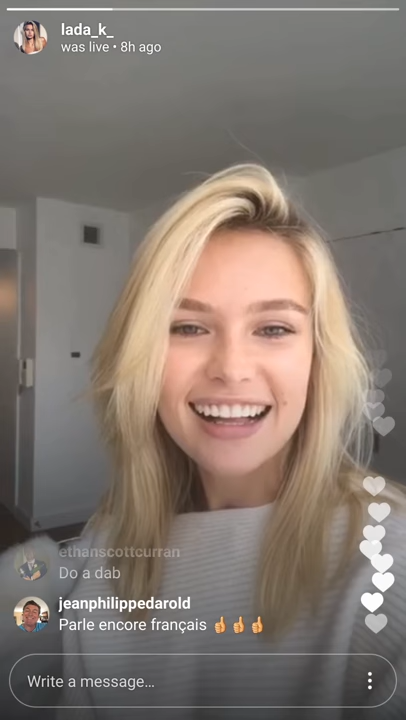 lada_k_
was live • 8h ago
ethanscottcurran
Do a dab
jeanphilippedarold
Parle encore français 👍👍👍
Write a message...